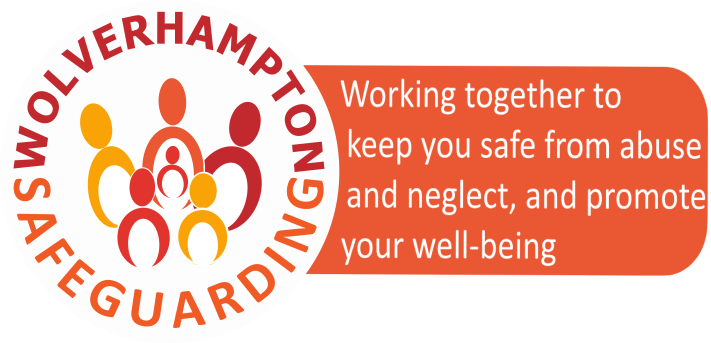 WOLVERHAMPTON
SAFEGUARDING
Working together to
keep you safe from abuse
and neglect, and promote
your well-being